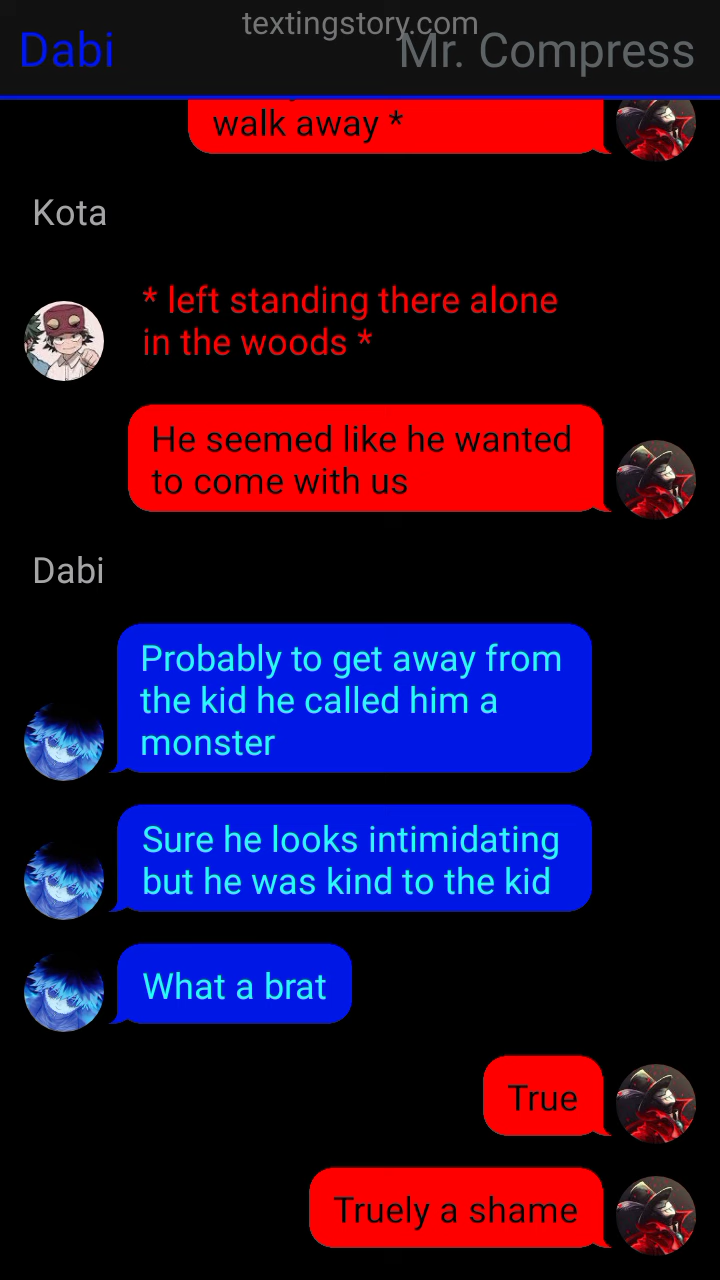 textingstory.com
Dabi
Mr. Compress
walk away *
Kota
* left standing there alone
in the woods *
He seemed like he wanted
to come with us
Dabi
Probably to get away from
the kid he called him a
monster
Sure he looks intimidating
but he was kind to the kid
What a brat
True
Truely a shame